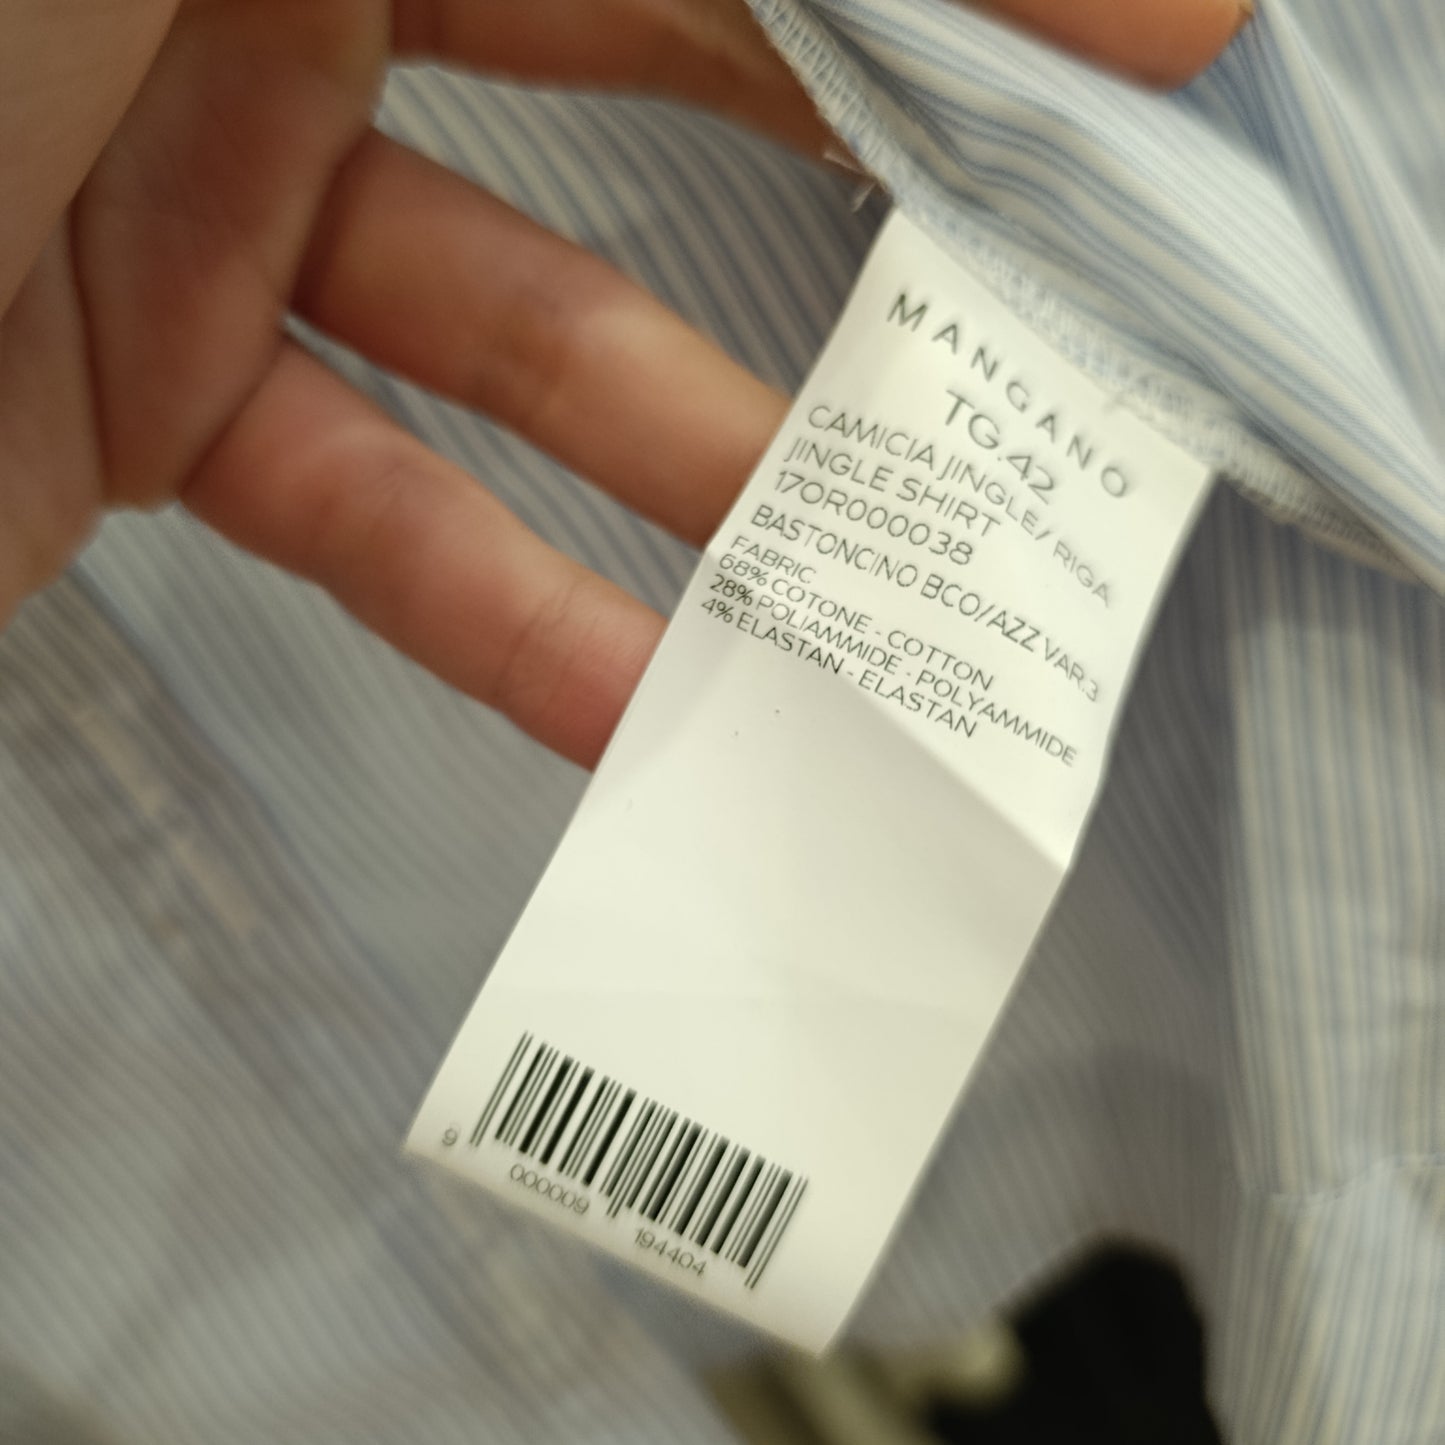 MANGANO
TG.42
CAMICIA JINGLE/ RIGA
JINGLE SHIRT
17OR000038
BASTONCINO BCO/AZZ VAR.3
FABRIC
68% COTONE - COTTON
28% POLIAMMIDE - POLYAMMIDE
4% ELASTAN - ELASTAN
9 000009 194404